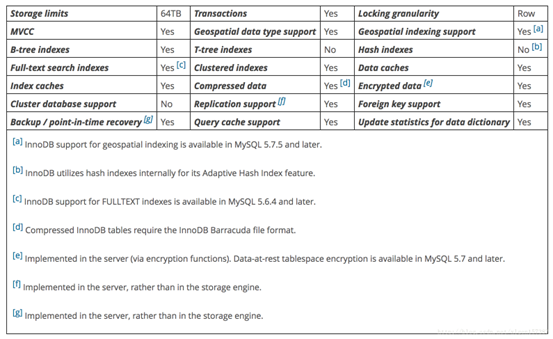 Storage limits 64TB Transactions Yes Locking granularity Row
MVCC Yes Geospatial data type support Yes Geospatial indexing support Yes [a]
B-tree indexes Yes T-tree indexes No Hash indexes No [b]
Full-text search indexes Yes [c] Clustered indexes Yes Data caches Yes
Index caches Yes Compressed data Yes [d] Encrypted data [e] Yes
Cluster database support No Replication support [f] Yes Foreign key support Yes
Backup / point-in-time recovery [g] Yes Query cache support Yes Update statistics for data dictionary Yes
[a] InnoDB support for geospatial indexing is available in MySQL 5.7.5 and later.
[b] InnoDB utilizes hash indexes internally for its Adaptive Hash Index feature.
[c] InnoDB support for FULLTEXT indexes is available in MySQL 5.6.4 and later.
[d] Compressed InnoDB tables require the InnoDB Barracuda file format.
[e] Implemented in the server (via encryption functions). Data-at-rest tablespace encryption is available in MySQL 5.7 and later.
[f] Implemented in the server, rather than in the storage engine.
[g] Implemented in the server, rather than in the storage engine.